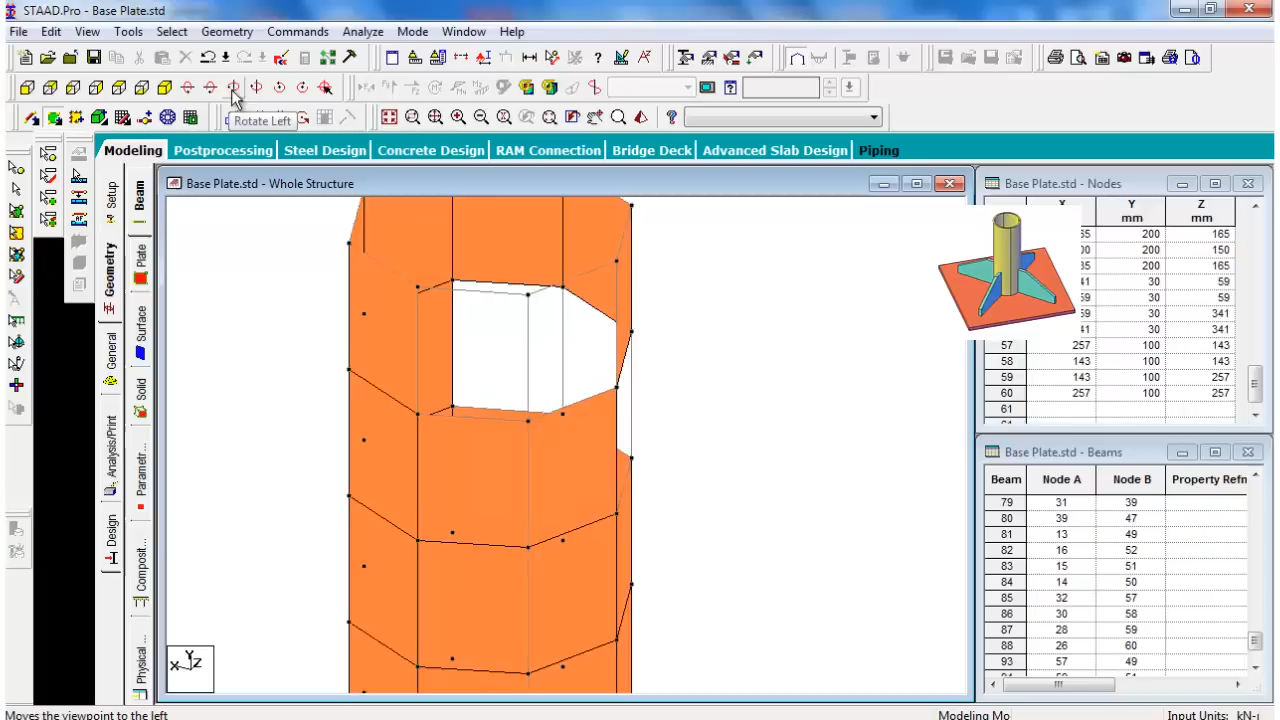 STAAD.Pro - Base Plate.std
File Edit View Tools Select Geometry Commands Analyze Mode Window Help
Rotate Left
Modeling Postprocessing Steel Design Concrete Design RAM Connection Bridge Deck Advanced Slab Design Piping
Setup
Geometry
General
Analysis/Print
Design
Beam
Plate
Surface
Solid
Parametr...
Composit...
Physical ...
Base Plate.std - Whole Structure
Y
X Z
Base Plate.std - Nodes
X Y Z
mm mm mm
65 200 165
200 150
65 200 165
41 30 59
59 30 59
59 30 341
41 30 341
57 257 100 143
58 143 100 143
59 143 100 257
60 257 100 257
61
Base Plate.std - Beams
Beam Node A Node B Property Refn
79 31 39
80 39 47
81 13 49
82 16 52
83 15 51
84 14 50
85 32 57
86 30 58
87 28 59
88 26 60
93 57 49
Moves the viewpoint to the left
Modeling Mo
Input Units: kN-